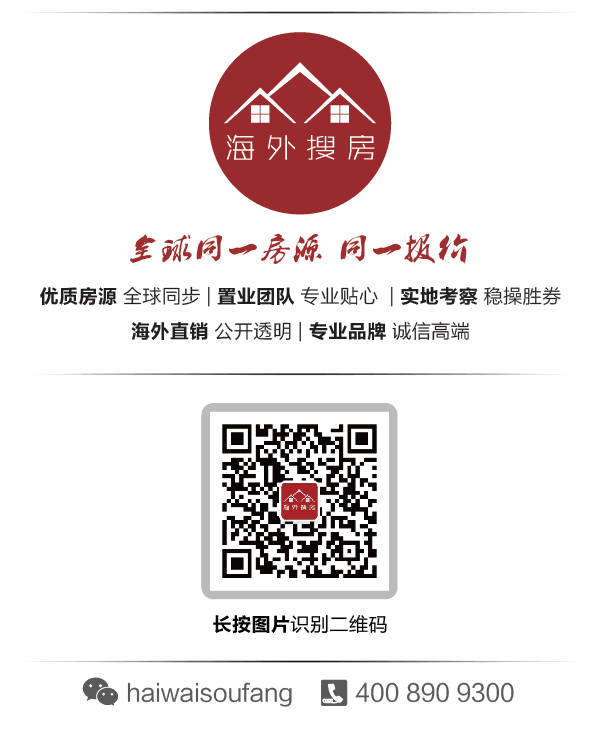 海外搜房
全球同一房源 同一报价
优质房源 全球同步 | 置业团队 专业贴心 | 实地考察 稳操胜券
海外直销 公开透明 | 专业品牌 诚信高端
海外搜房
长按图片识别二维码
haiwaisoufang 400 890 9300